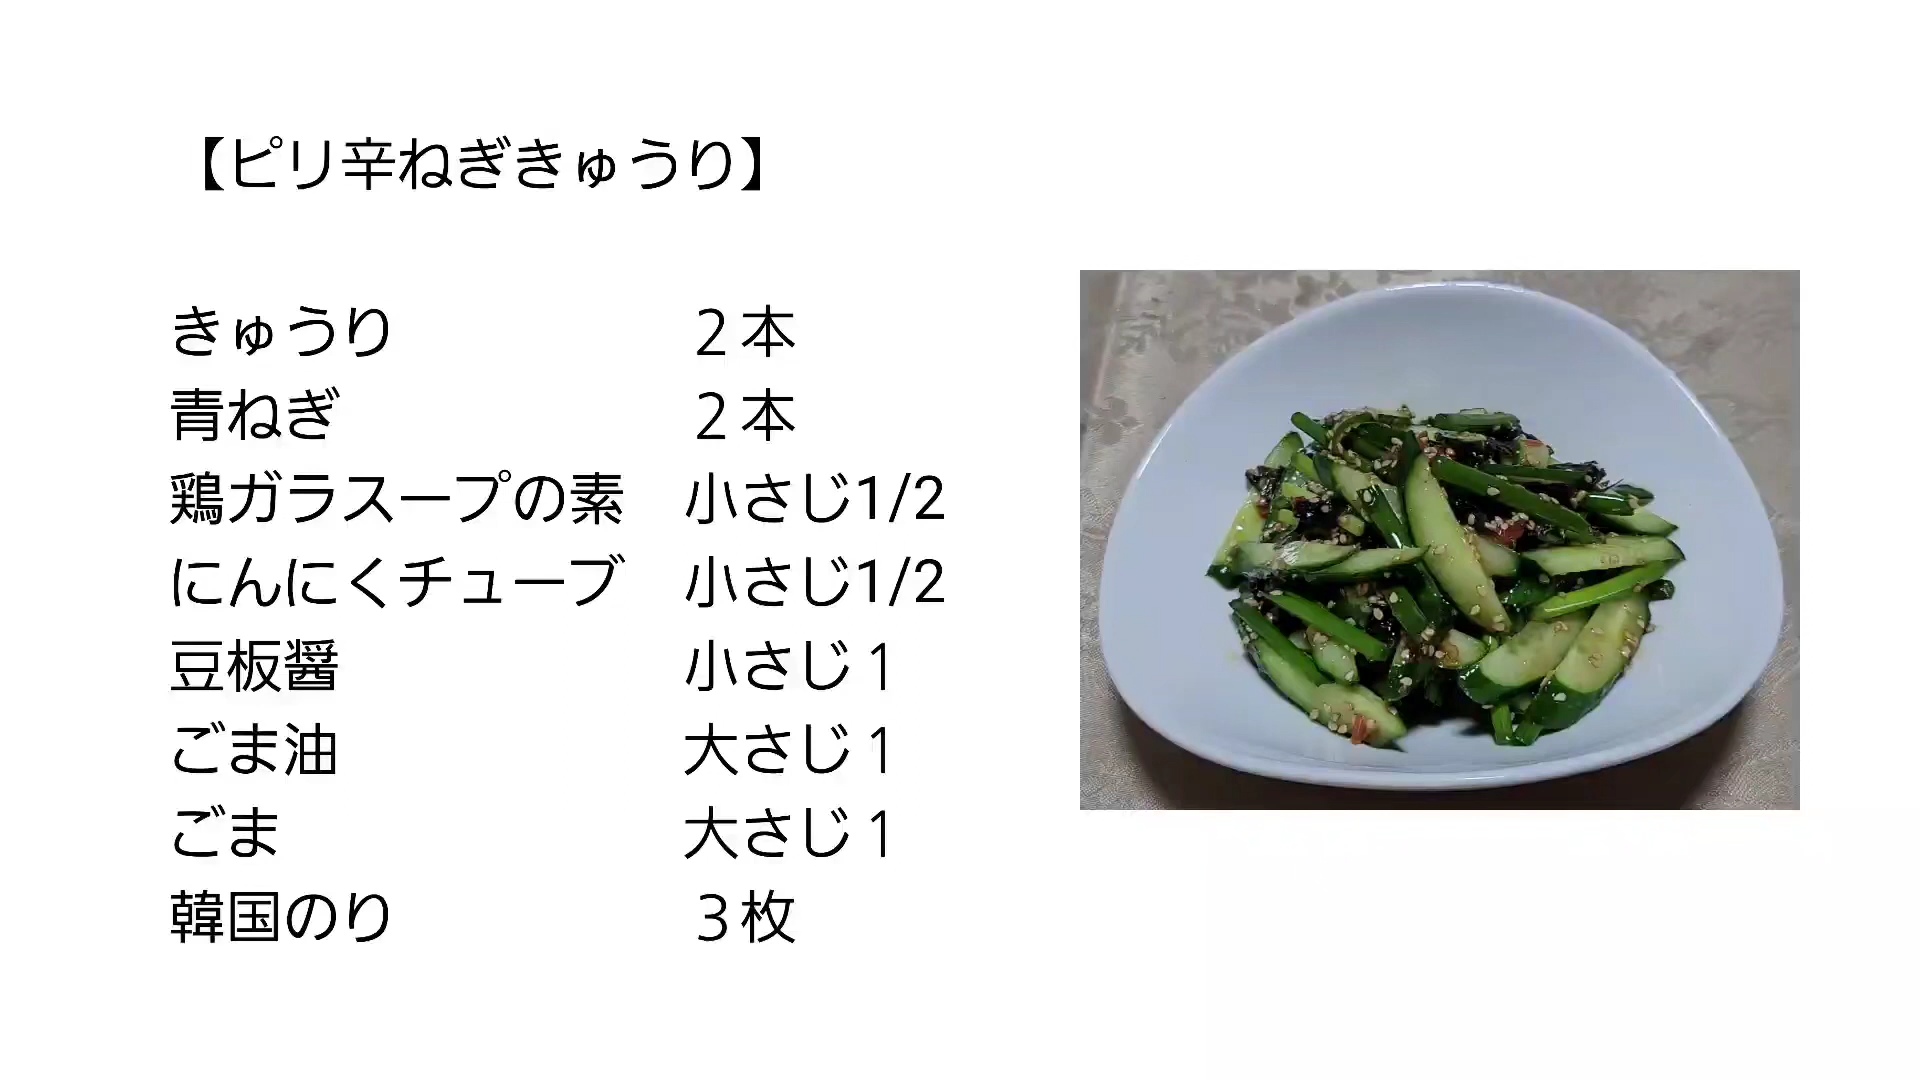 【ピリ辛ねぎきゅうり】
きゅうり　２本
青ねぎ　２本
鶏ガラスープの素　小さじ1/2
にんにくチューブ　小さじ1/2
豆板醤　小さじ１
ごま油　大さじ１
ごま　大さじ１
韓国のり　３枚